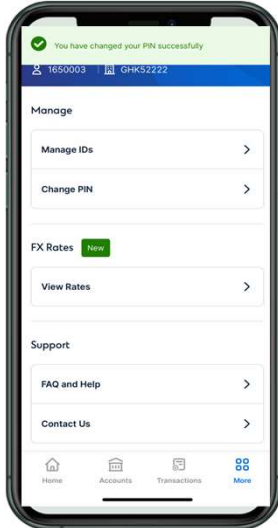 You have changed your PIN successfully
1650003 | GHK52222
Manage
Manage IDs
Change PIN
FX Rates New
View Rates
Support
FAQ and Help
Contact Us
Home Accounts Transactions More